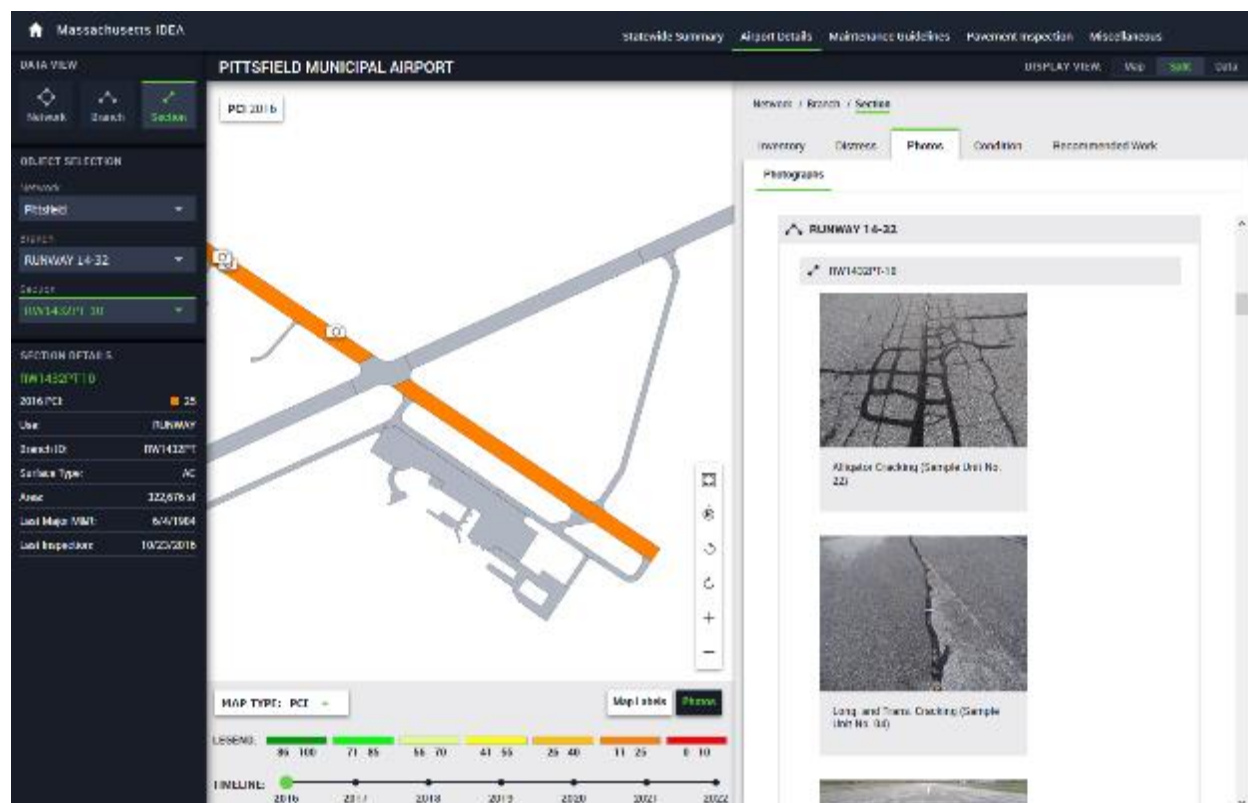 Massachusetts IDEA
Statewide Summary
Airport Details
Maintenance Guidelines
Pavement Inspection
Miscellaneous
DATA VIEW
Network
Branch
Section
PITTSFIELD MUNICIPAL AIRPORT
DISPLAY VIEW:
Map
Split
Data
OBJECT SELECTION
Network
Pittsfield
Branch
RUNWAY 14-32
Section
RW1432PT-10
SECTION DETAILS
RW1432PT10
2016 PCI: 25
Use: RUNWAY
Branch ID: RW1432PT
Surface Type: AC
Area: 322,676 sf
Last Major M&R:
Last Inspection: 10/23/2016
PCI 2016
MAP TYPE: PCI
Map Labels
Photos
LEGEND:
86 100
71 85
56 70
41 55
26 40
11 25
0 10
TIMELINE:
2016
2017
2018
2019
2020
2021
2022
Network / Branch / Section
Inventory
Distress
Photos
Condition
Recommended Work
Photographs
RUNWAY 14-32
RW1432PT-10
Alligator Cracking (Sample Unit No.
22)
Long. and Trans. Cracking (Sample
Unit No.